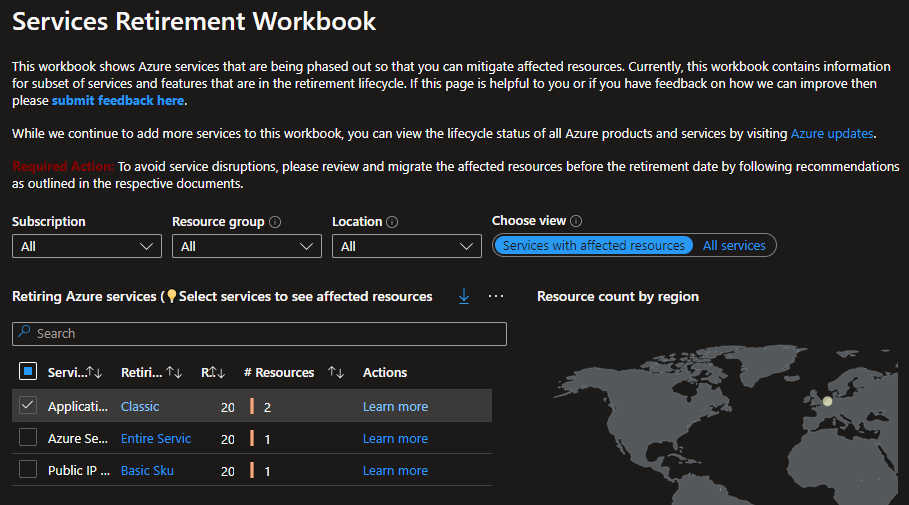 Services Retirement Workbook
This workbook shows Azure services that are being phased out so that you can mitigate affected resources. Currently, this workbook contains information
for subset of services and features that are in the retirement lifecycle. If this page is helpful to you or if you have feedback on how we can improve then
please submit feedback here.
While we continue to add more services to this workbook, you can view the lifecycle status of all Azure products and services by visiting Azure updates.
Required Action: To avoid service disruptions, please review and migrate the affected resources before the retirement date by following recommendations
as outlined in the respective documents.
Subscription Resource group Location Choose view
All All All Services with affected resources All services
Retiring Azure services (💡Select services to see affected resources ... Resource count by region
Search
Servi...↑↓ Retiri... ↑↓ R.↑↓ # Resources ↑↓ Actions
Applicati... Classic 20 2 Learn more
Azure Se... Entire Servic 20 1 Learn more
Public IP ... Basic Sku 20 1 Learn more